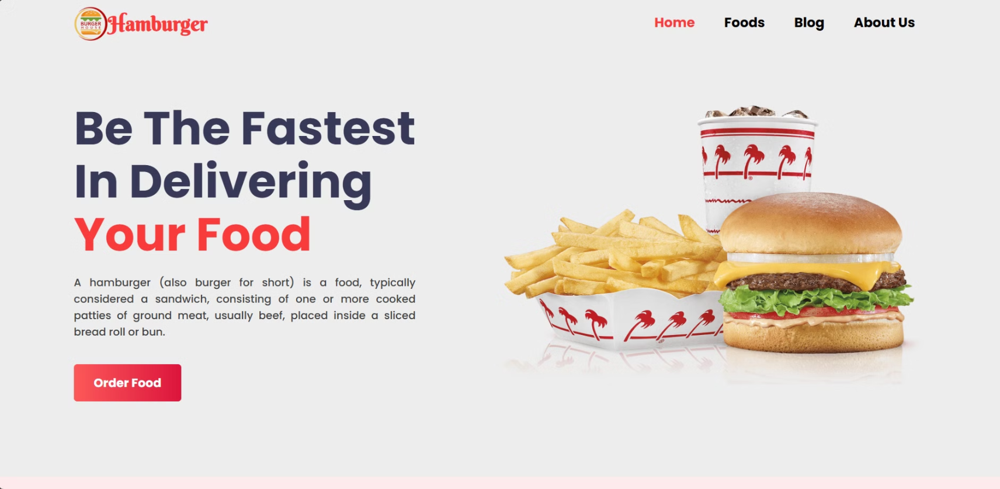 BURGER
HOUSE
Hamburger
Home Foods Blog About Us
Be The Fastest
In Delivering
Your Food
A hamburger (also burger for short) is a food, typically
considered a sandwich, consisting of one or more cooked
patties of ground meat, usually beef, placed inside a sliced
bread roll or bun.
Order Food